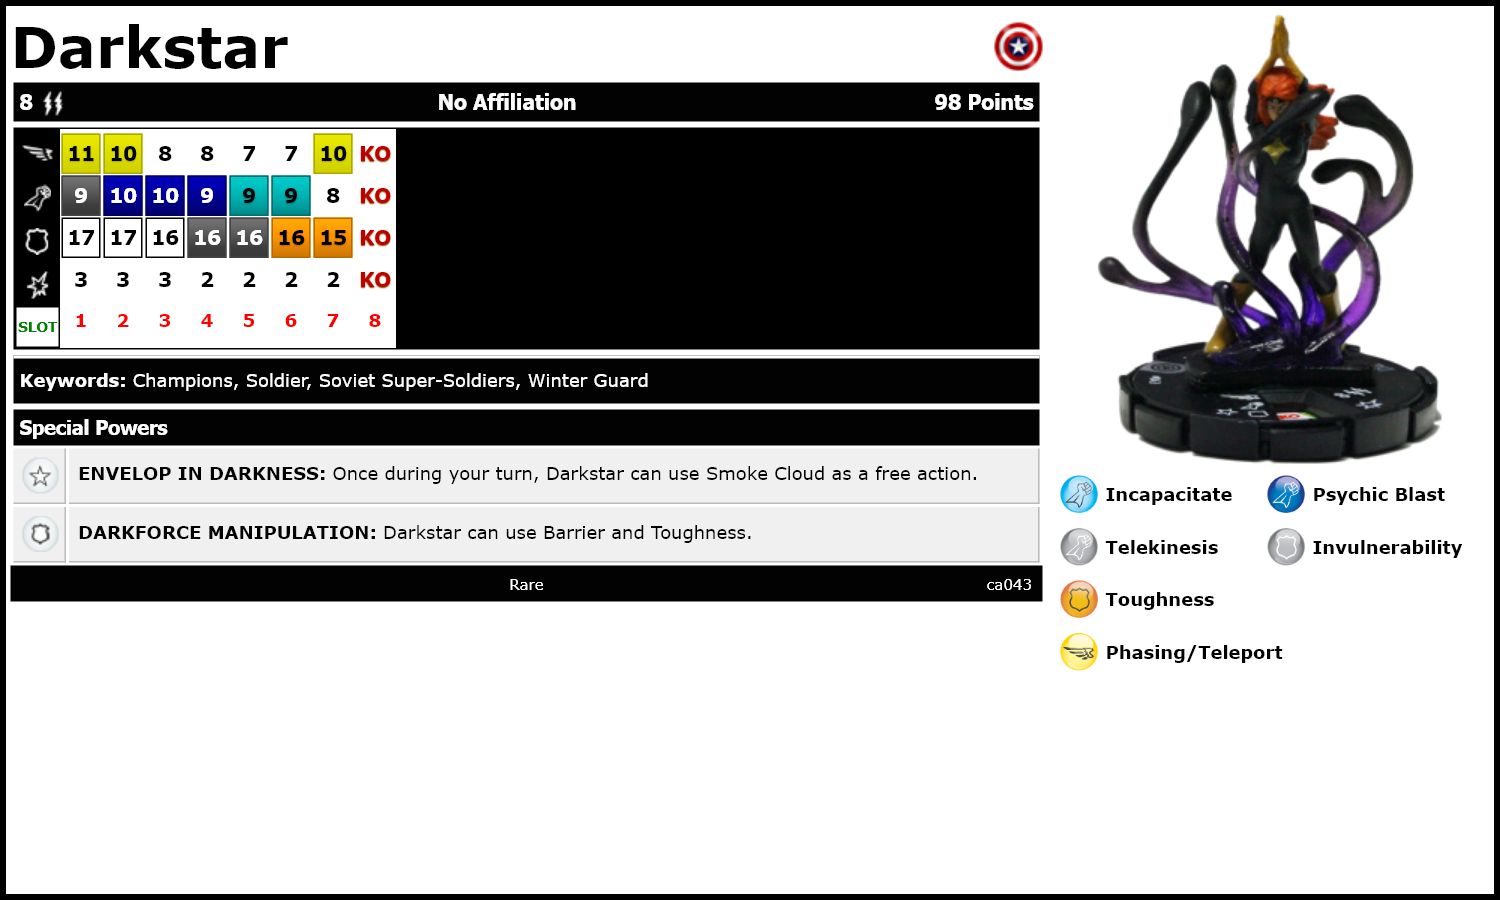 Darkstar
8 No Affiliation 98 Points
11 10 8 8 7 7 10 KO
9 10 10 9 9 9 8 KO
17 17 16 16 16 16 15 KO
3 3 3 2 2 2 2 KO
SLOT 1 2 3 4 5 6 7 8
Keywords: Champions, Soldier, Soviet Super-Soldiers, Winter Guard
Special Powers
ENVELOP IN DARKNESS: Once during your turn, Darkstar can use Smoke Cloud as a free action.
DARKFORCE MANIPULATION: Darkstar can use Barrier and Toughness.
Rare ca043
8
KO
Incapacitate Psychic Blast
Telekinesis Invulnerability
Toughness
Phasing/Teleport